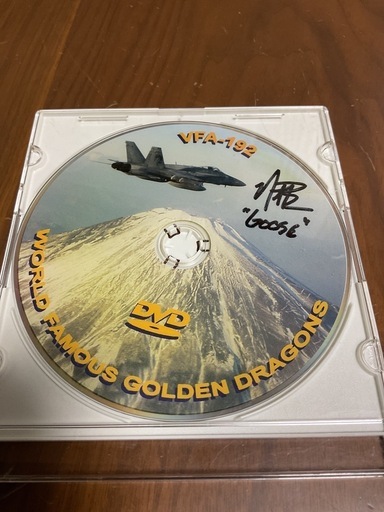 VFA-192
"GOOSE"
DVD
WORLD FAMOUS GOLDEN DRAGONS